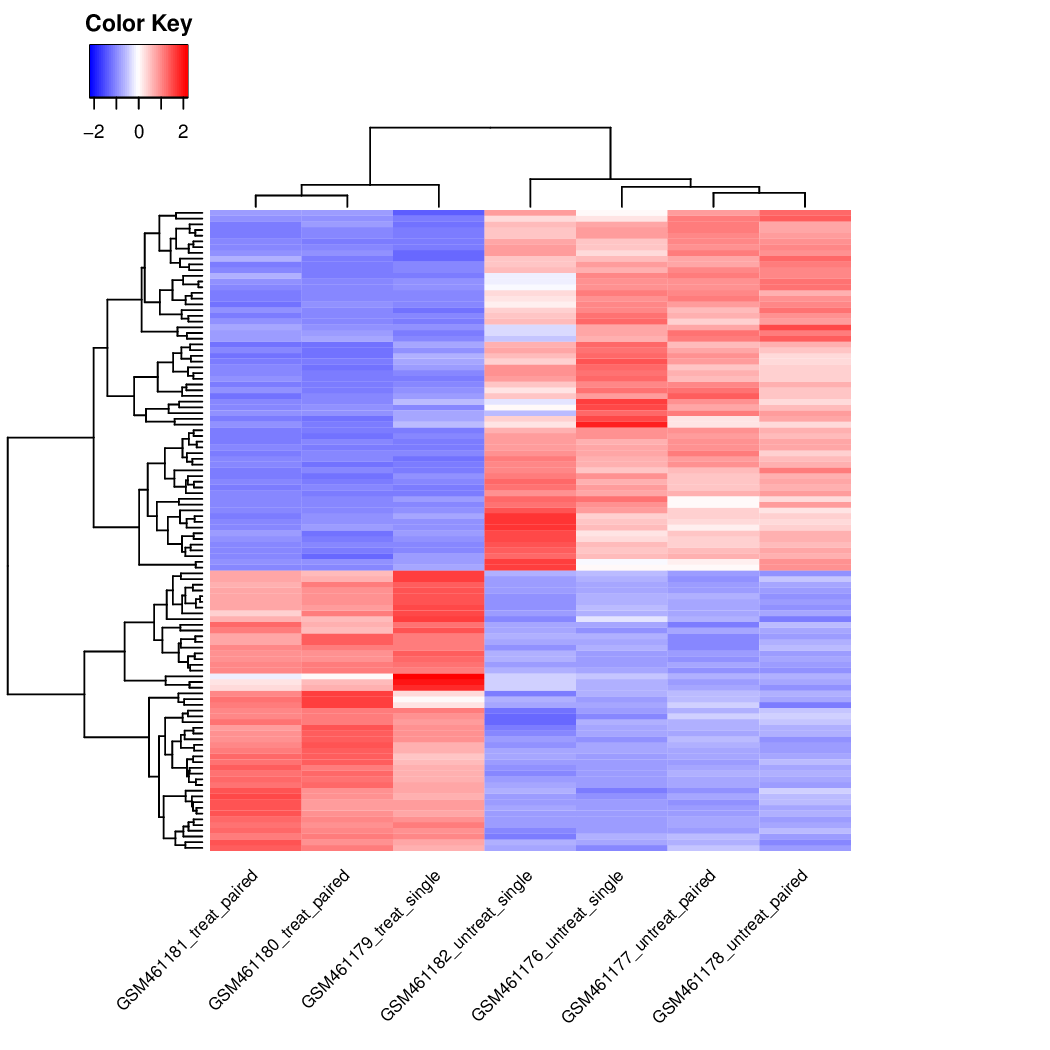 Color Key
−2 0 2
GSM461181_treat_paired
GSM461180_treat_paired
GSM461179_treat_single
GSM461182_untreat_single
GSM461176_untreat_single
GSM461177_untreat_paired
GSM461178_untreat_paired